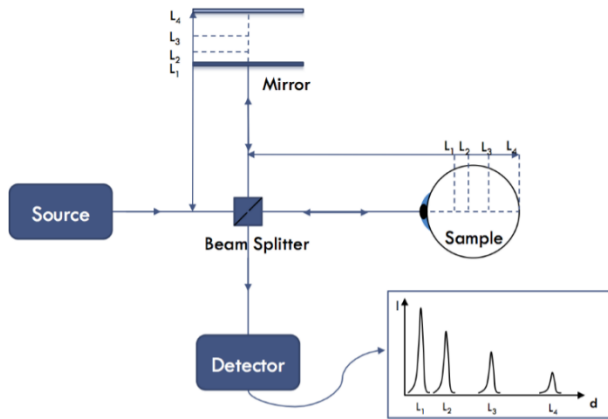 L4
L3
L2
L1
Mirror
L1 L2 L3 L4
Source
Beam Splitter
Sample
Detector
I
L1 L2 L3 L4
d